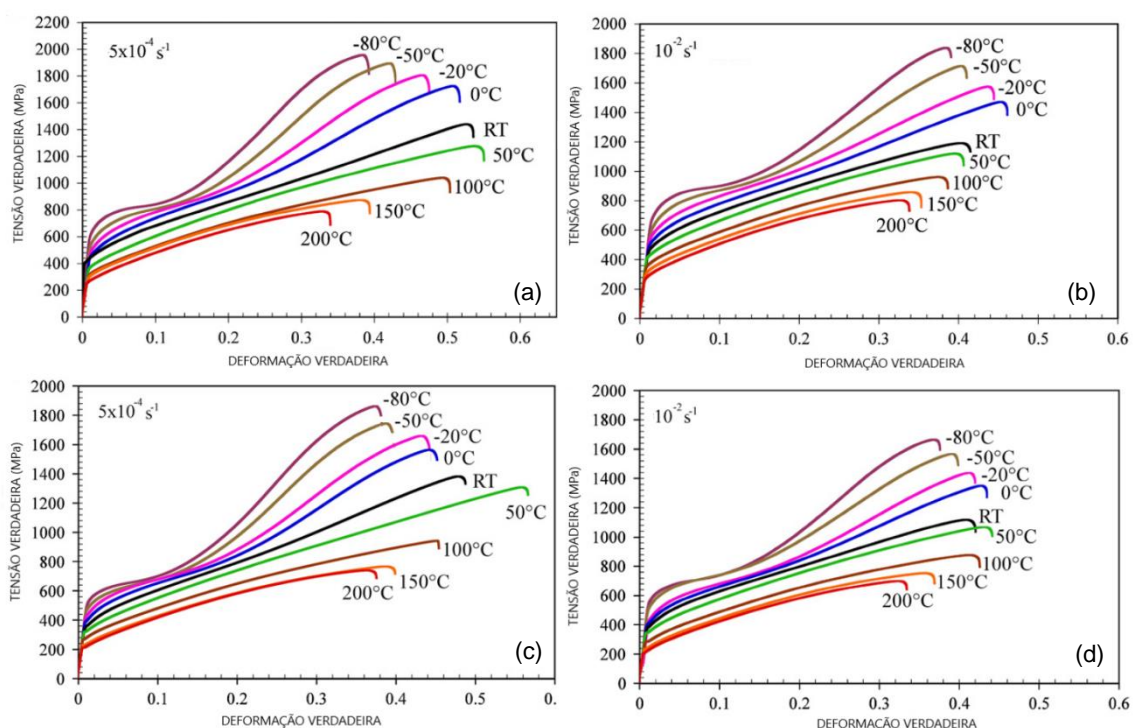 2200
2000
1800
1600
1400
1200
1000
800
600
400
200
0
TENSÃO VERDADEIRA (MPa)
5x10⁻⁴ s⁻¹
-80°C
-50°C
-20°C
0°C
RT
50°C
100°C
150°C
200°C
(a)
0 0.1 0.2 0.3 0.4 0.5 0.6
DEFORMAÇÃO VERDADEIRA
2000
1800
1600
1400
1200
1000
800
600
400
200
0
TENSÃO VERDADEIRA (MPa)
10⁻² s⁻¹
-80°C
-50°C
-20°C
0°C
RT
50°C
100°C
150°C
200°C
(b)
0 0.1 0.2 0.3 0.4 0.5 0.6
DEFORMAÇÃO VERDADEIRA
2000
1800
1600
1400
1200
1000
800
600
400
200
0
TENSÃO VERDADEIRA (MPa)
5x10⁻⁴ s⁻¹
-80°C
-50°C
-20°C
0°C
RT
50°C
100°C
150°C
200°C
(c)
0 0.1 0.2 0.3 0.4 0.5 0.
DEFORMAÇÃO VERDADEIRA
2000
1800
1600
1400
1200
1000
800
600
400
200
0
TENSÃO VERDADEIRA (MPa)
10⁻² s⁻¹
-80°C
-50°C
-20°C
0°C
RT
50°C
100°C
150°C
200°C
(d)
0 0.1 0.2 0.3 0.4 0.5 0.6
DEFORMAÇÃO VERDADEIRA